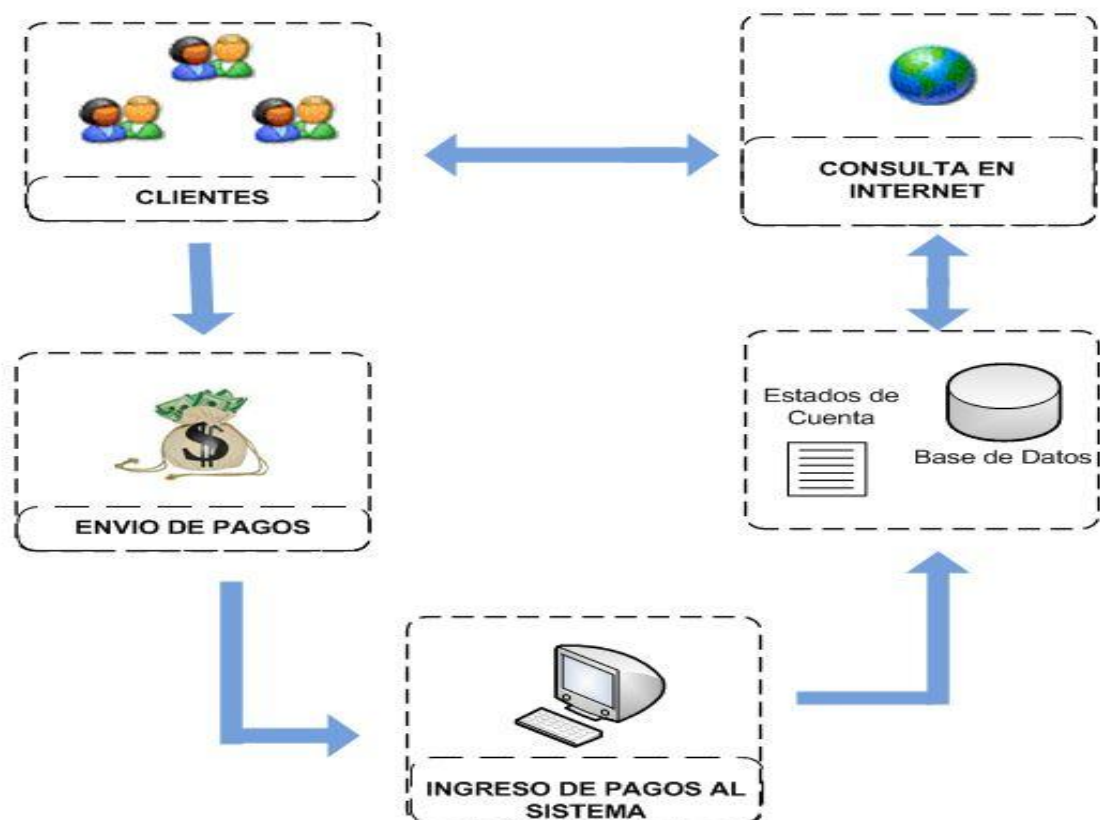 CLIENTES
CONSULTA EN
INTERNET
Estados de
Cuenta
Base de Datos
$
ENVIO DE PAGOS
INGRESO DE PAGOS AL
SISTEMA